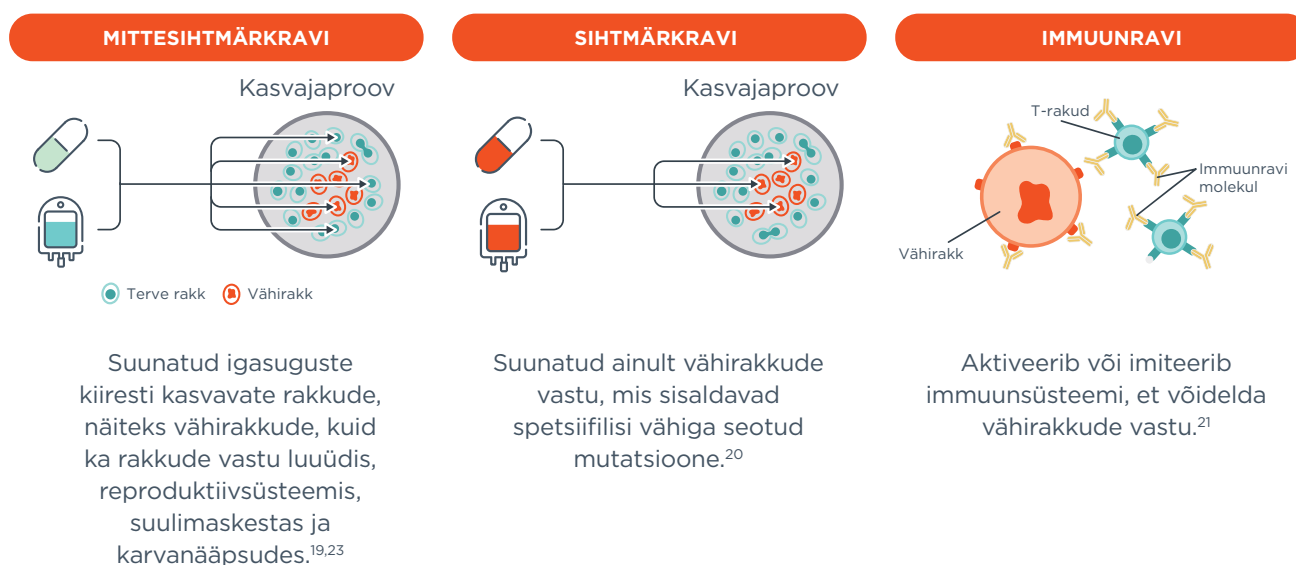 MITTESIHTMÄRKRAVI
Kasvajaproov
Terve rakk
Vähirakk
Suunatud igasuguste
kiiresti kasvavate rakkude,
näiteks vähirakkude, kuid
ka rakkude vastu luuüdis,
reproduktiivsüsteemis,
suulimaskestas ja
karvanääpsudes.19,23
SIHTMÄRKRAVI
Kasvajaproov
Suunatud ainult vähirakkude
vastu, mis sisaldavad
spetsiifilisi vähiga seotud
mutatsioone.20
IMMUUNRAVI
T-rakud
Immuunravi
molekul
Vähirakk
Aktiveerib või imiteerib
immuunsüsteemi, et võidelda
vähirakkude vastu.21